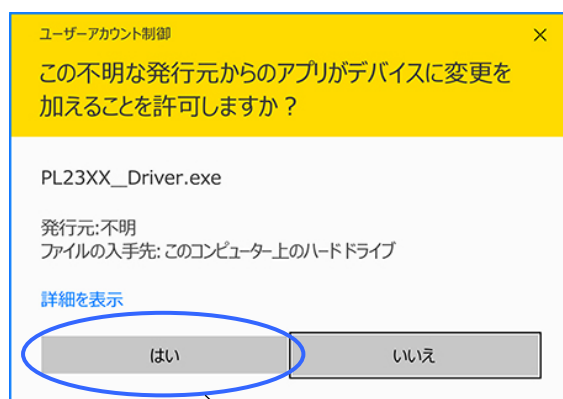 ユーザーアカウント制御
この不明な発行元からのアプリがデバイスに変更を
加えることを許可しますか？
PL23XX__Driver.exe
発行元:不明
ファイルの入手先: このコンピューター上のハード ドライブ
詳細を表示
はい
いいえ